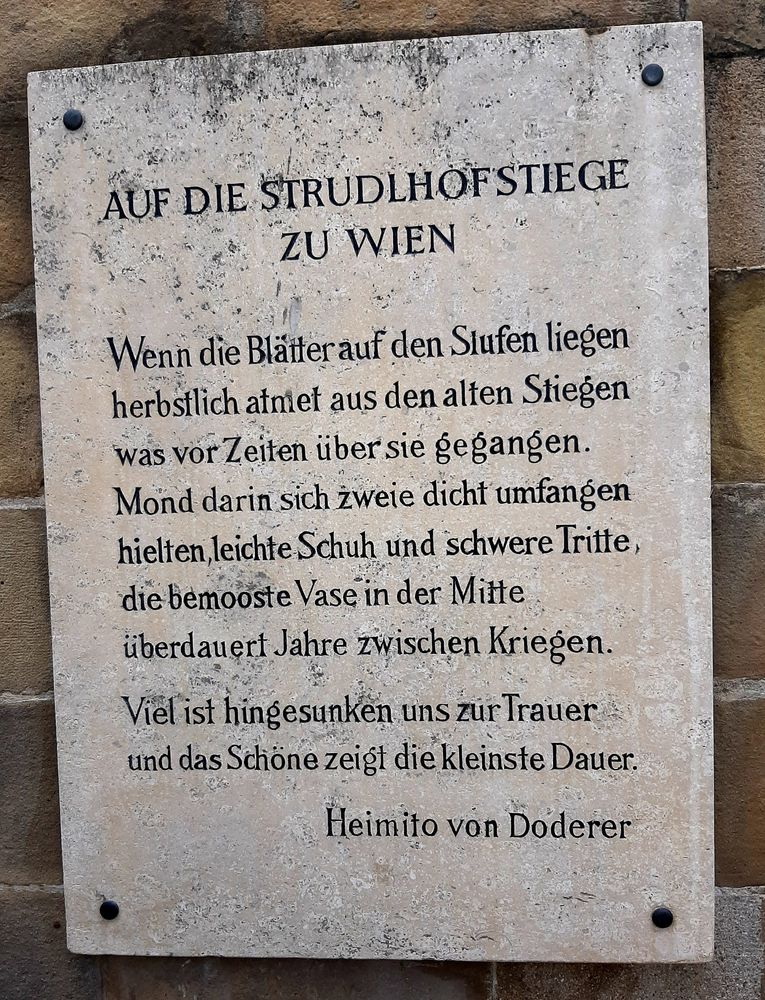 AUF DIE STRUDLHOFSTIEGE
ZU WIEN
Wenn die Blätter auf den Stufen liegen
herbstlich atmet aus den alten Stiegen
was vor Zeiten über sie gegangen.
Mond darin sich zweie dicht umfangen
hielten, leichte Schuh und schwere Tritte,
die bemooste Vase in der Mitte
überdauert Jahre zwischen Kriegen.
Viel ist hingesunken uns zur Trauer
und das Schöne zeigt die kleinste Dauer.
Heimito von Doderer